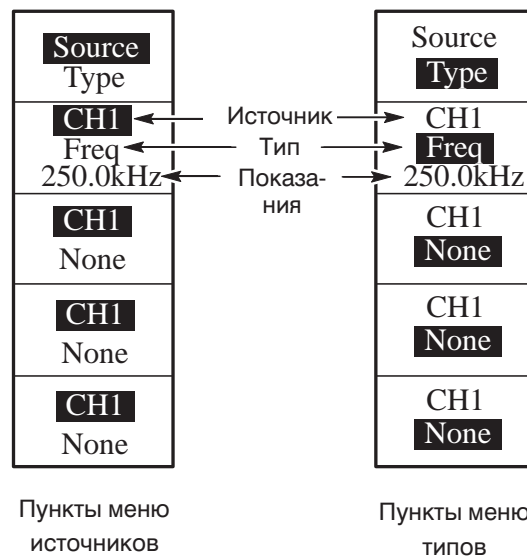 Source
Type
CH1
Freq
250.0kHz
CH1
None
CH1
None
CH1
None
Источник
Тип
Показа-
ния
Source
Type
CH1
Freq
250.0kHz
CH1
None
CH1
None
CH1
None
Пункты меню
источников
Пункты меню
типов